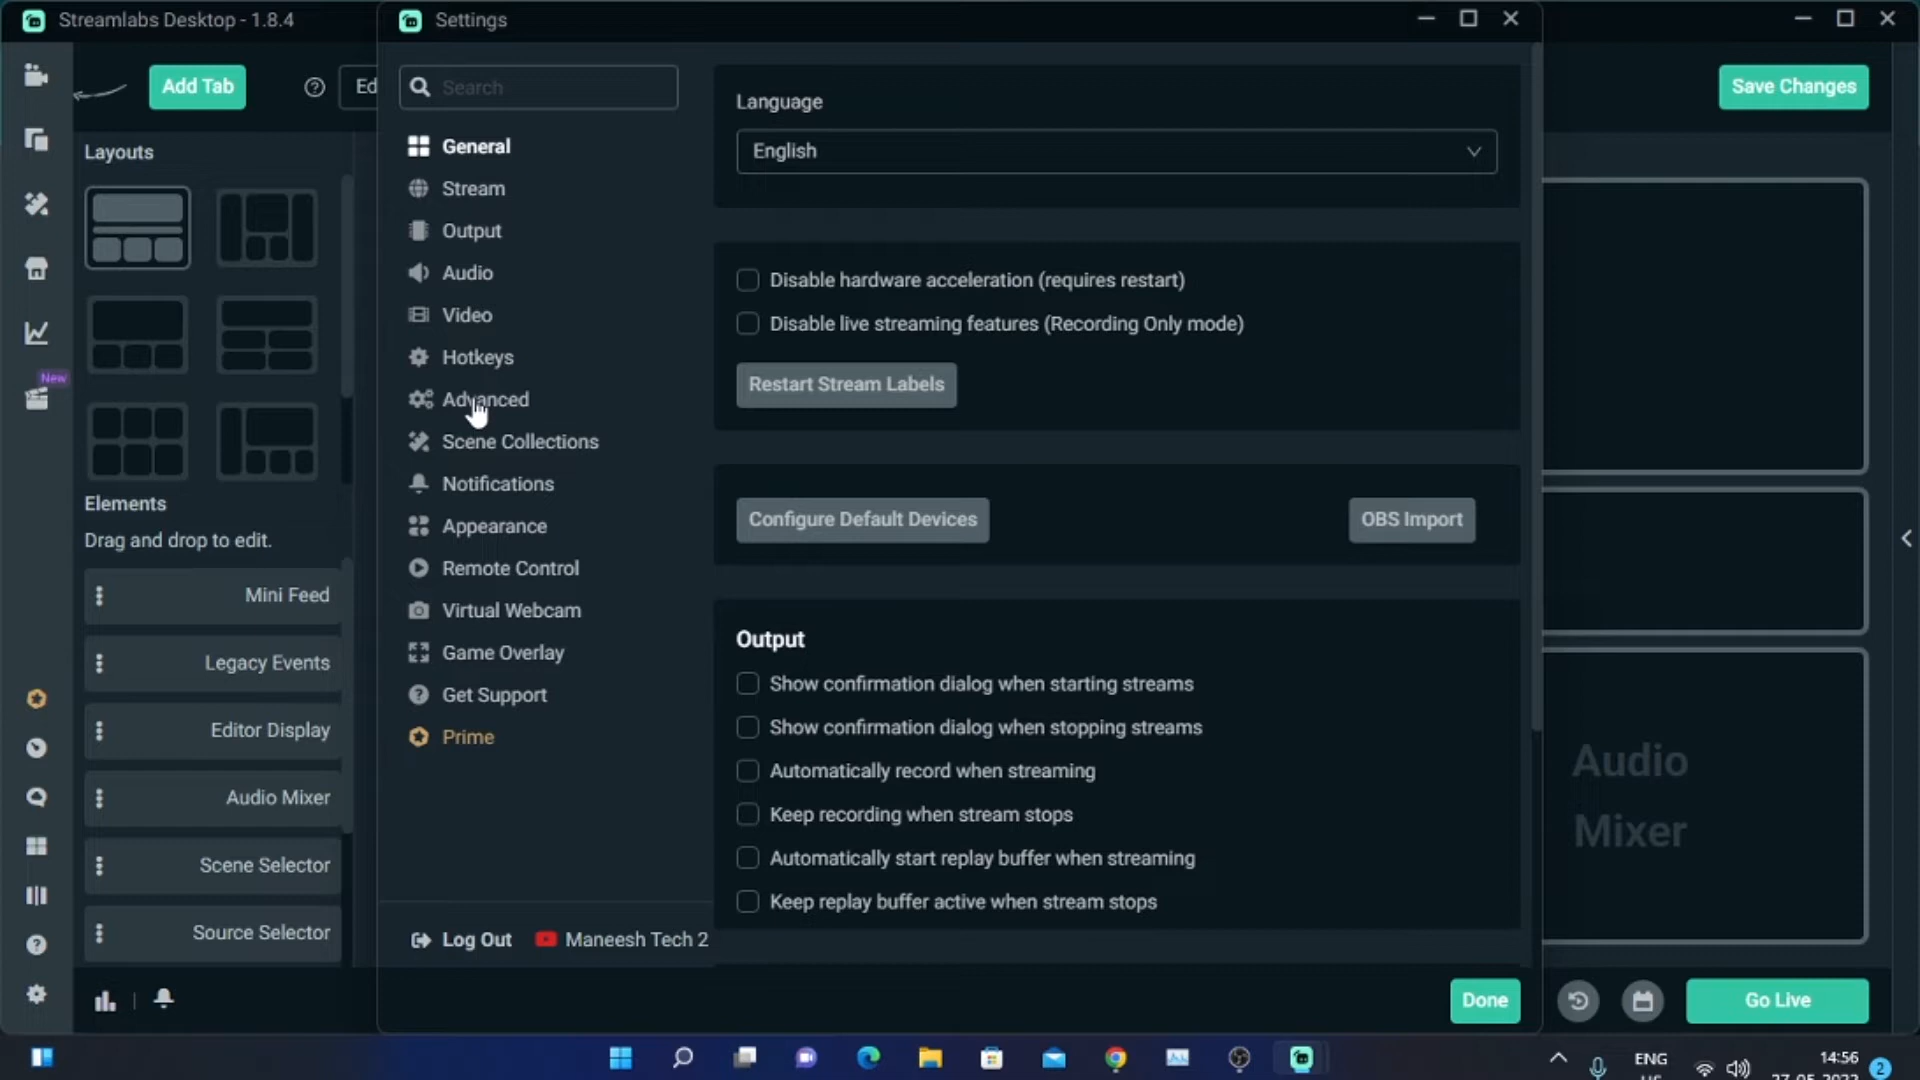 Streamlabs Desktop - 1.8.4
Settings
Add Tab
Ed
Search
Save Changes
Layouts
General
Stream
Output
Audio
Video
Hotkeys
Advanced
Scene Collections
Notifications
Appearance
Remote Control
Virtual Webcam
Game Overlay
Get Support
Prime
Log Out
Maneesh Tech 2
Language
English
Disable hardware acceleration (requires restart)
Disable live streaming features (Recording Only mode)
Restart Stream Labels
Configure Default Devices
OBS Import
Output
Show confirmation dialog when starting streams
Show confirmation dialog when stopping streams
Automatically record when streaming
Keep recording when stream stops
Automatically start replay buffer when streaming
Keep replay buffer active when stream stops
New
Elements
Drag and drop to edit.
Mini Feed
Legacy Events
Editor Display
Audio Mixer
Scene Selector
Source Selector
Audio
Mixer
Done
Go Live
ENG
14:56
2